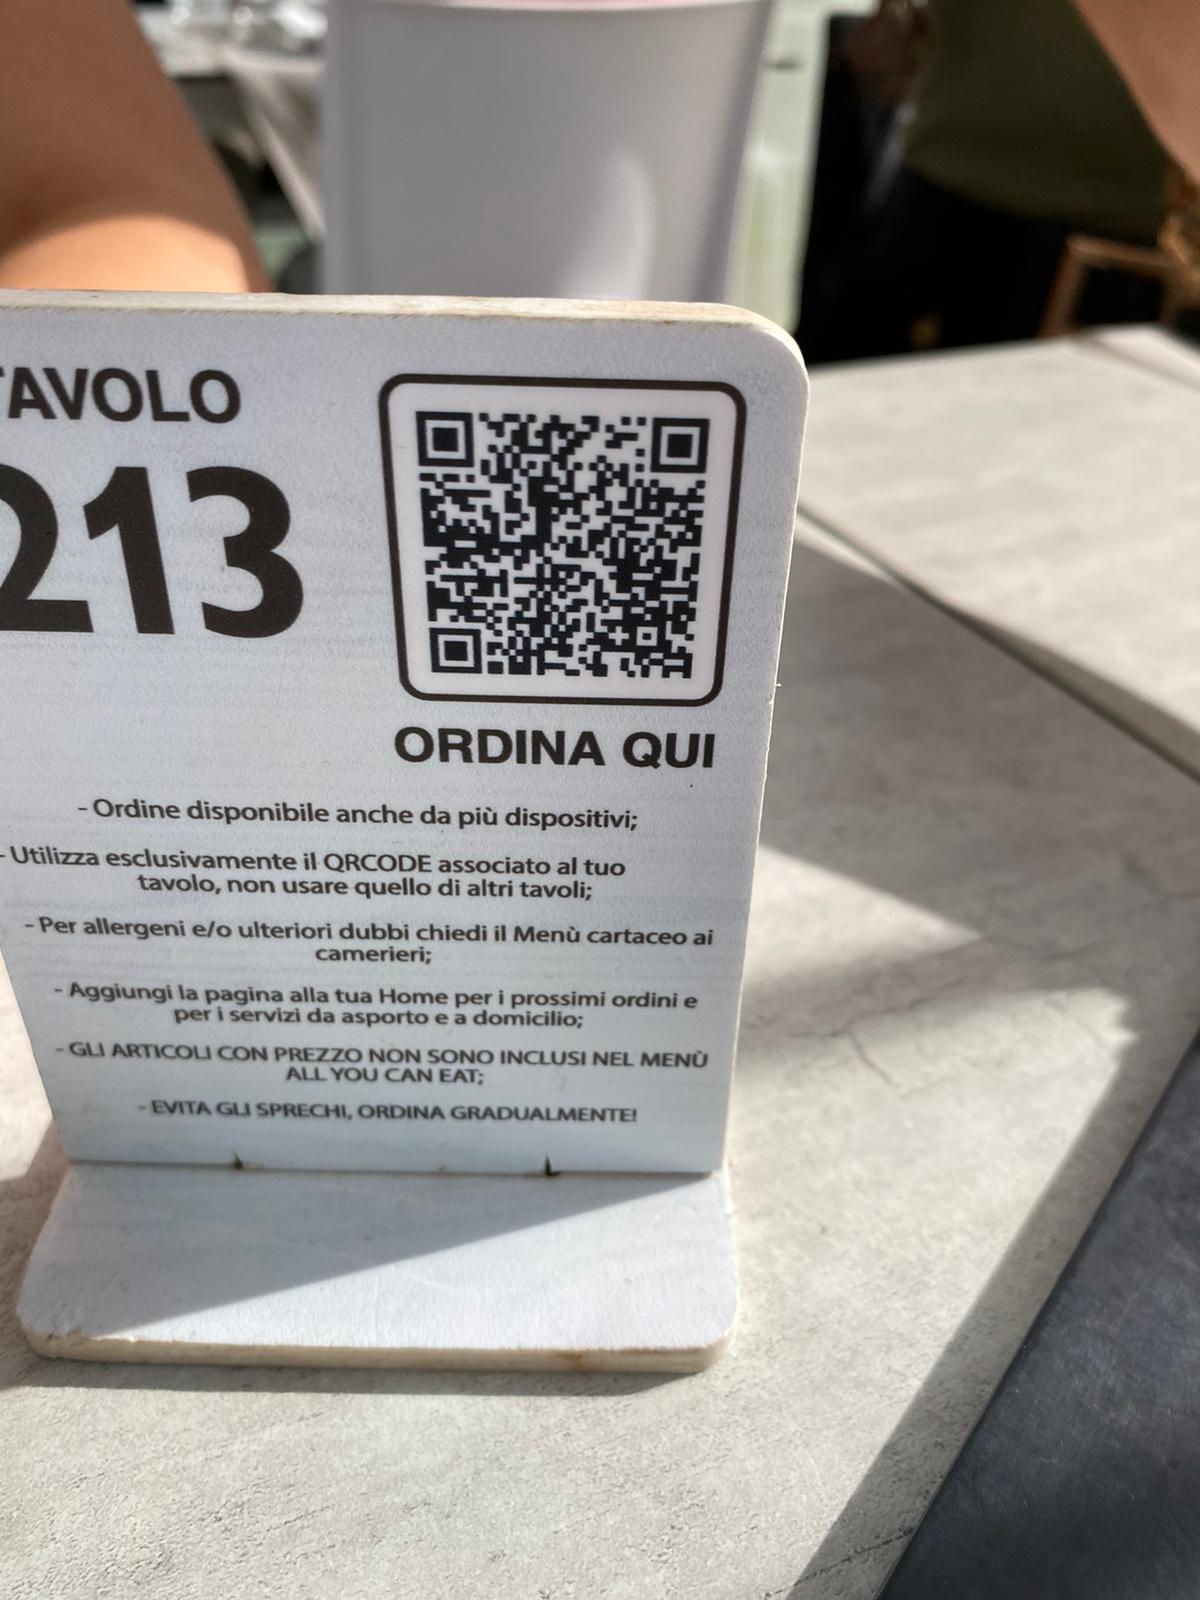 TAVOLO
213
ORDINA QUI
- Ordine disponibile anche da più dispositivi;
- Utilizza esclusivamente il QRCODE associato al tuo
tavolo, non usare quello di altri tavoli;
- Per allergeni e/o ulteriori dubbi chiedi il Menù cartaceo ai
camerieri;
- Aggiungi la pagina alla tua Home per i prossimi ordini e
per i servizi da asporto e a domicilio;
- GLI ARTICOLI CON PREZZO NON SONO INCLUSI NEL MENÙ
ALL YOU CAN EAT;
- EVITA GLI SPRECHI, ORDINA GRADUALMENTE!